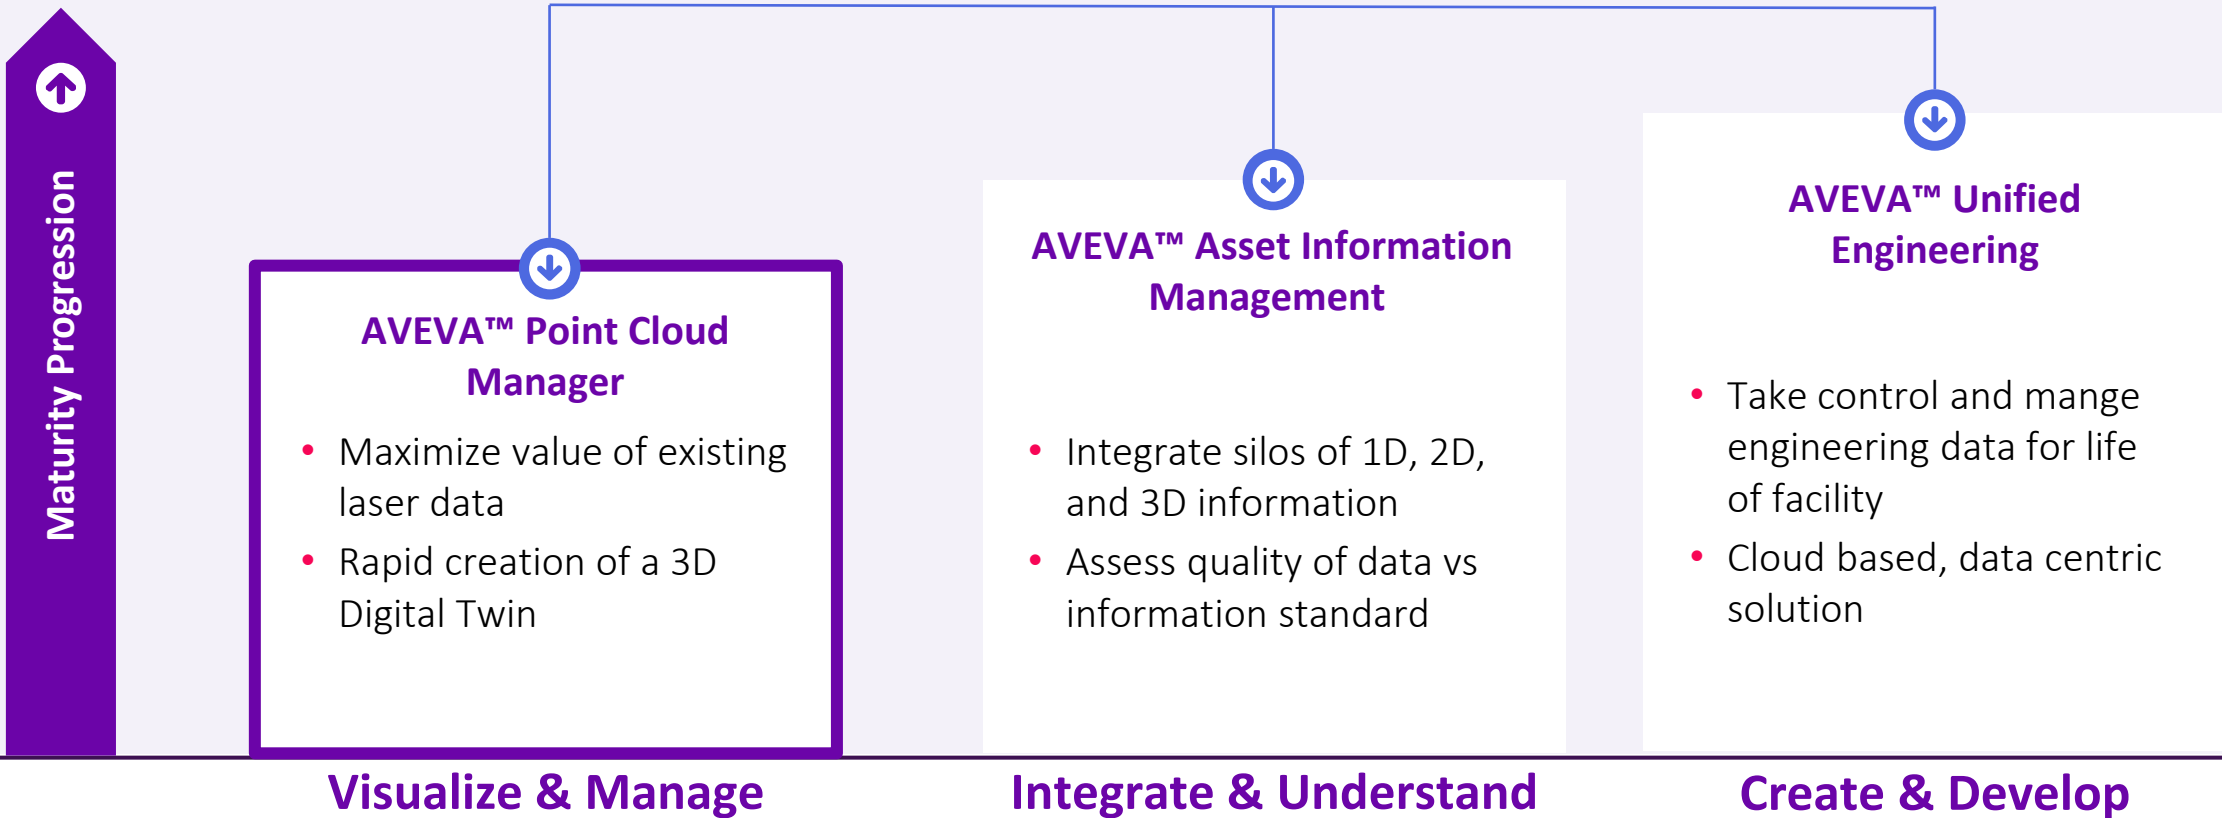 Maturity Progression
AVEVA™ Point Cloud
Manager
• Maximize value of existing
laser data
• Rapid creation of a 3D
Digital Twin
Visualize & Manage
AVEVA™ Asset Information
Management
• Integrate silos of 1D, 2D,
and 3D information
• Assess quality of data vs
information standard
Integrate & Understand
AVEVA™ Unified
Engineering
• Take control and mange
engineering data for life
of facility
• Cloud based, data centric
solution
Create & Develop